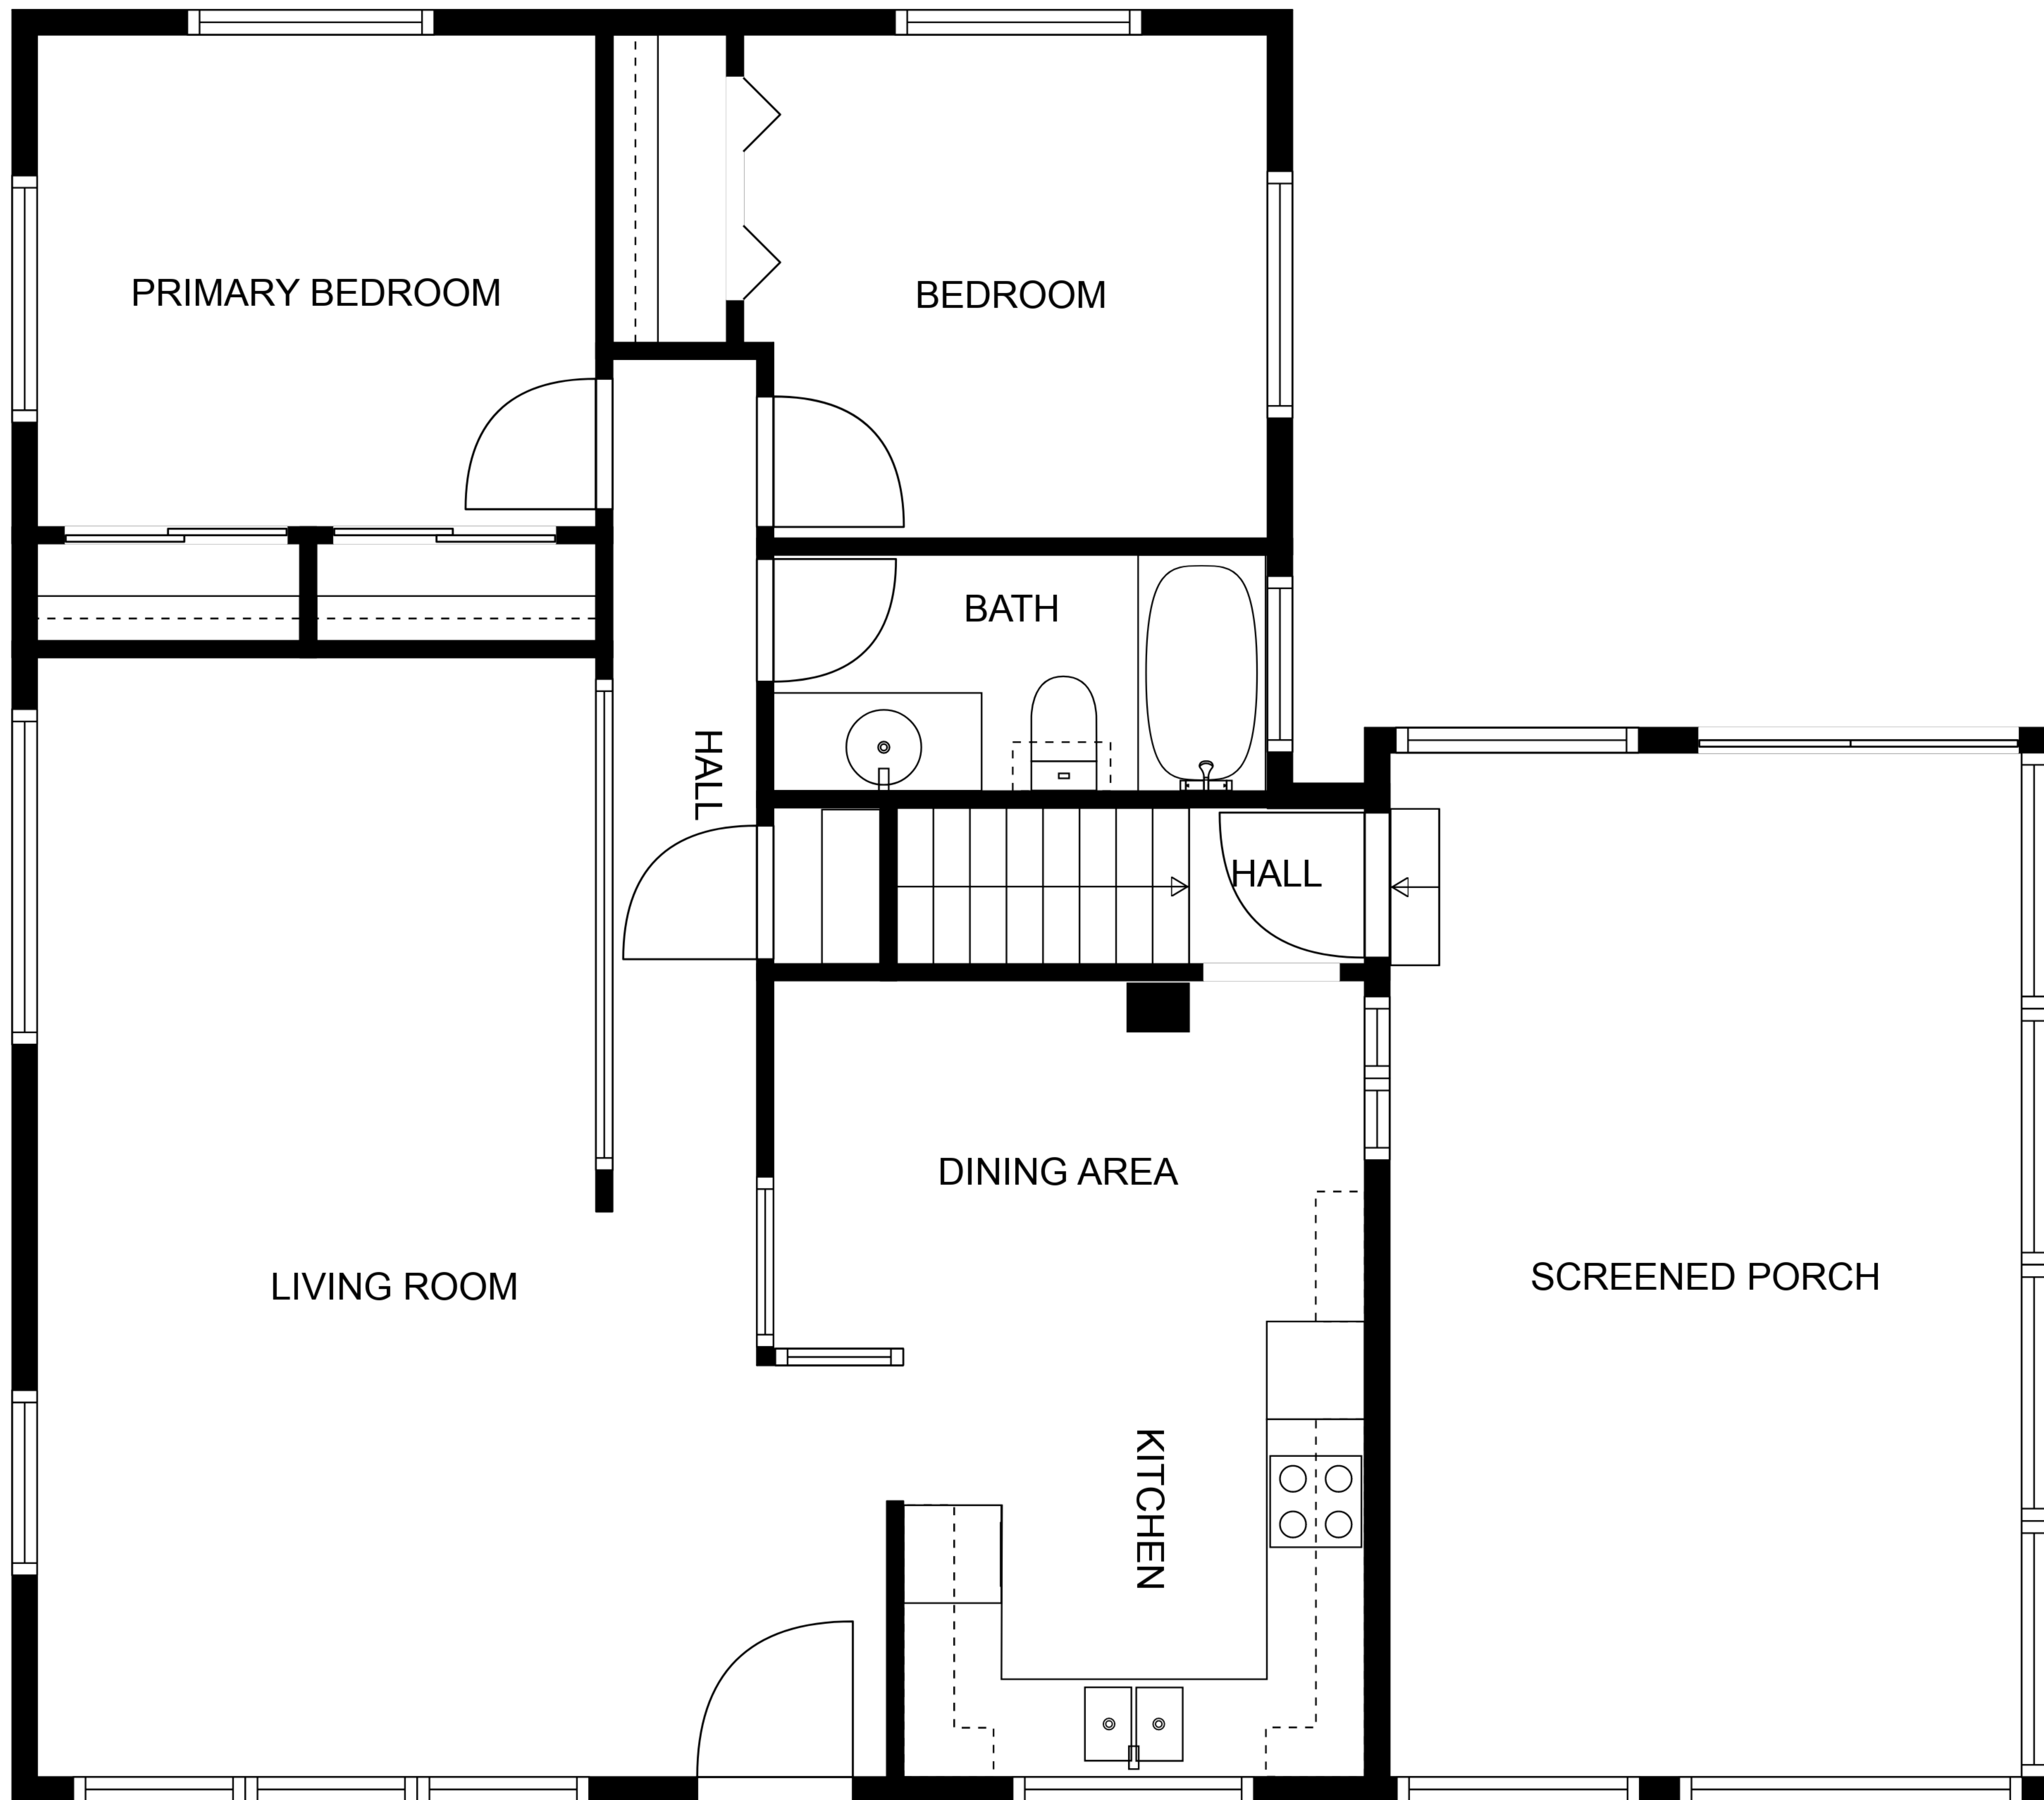 PRIMARY BEDROOM
BEDROOM
BATH
HALL
HALL
DINING AREA
LIVING ROOM
SCREENED PORCH
KITCHEN